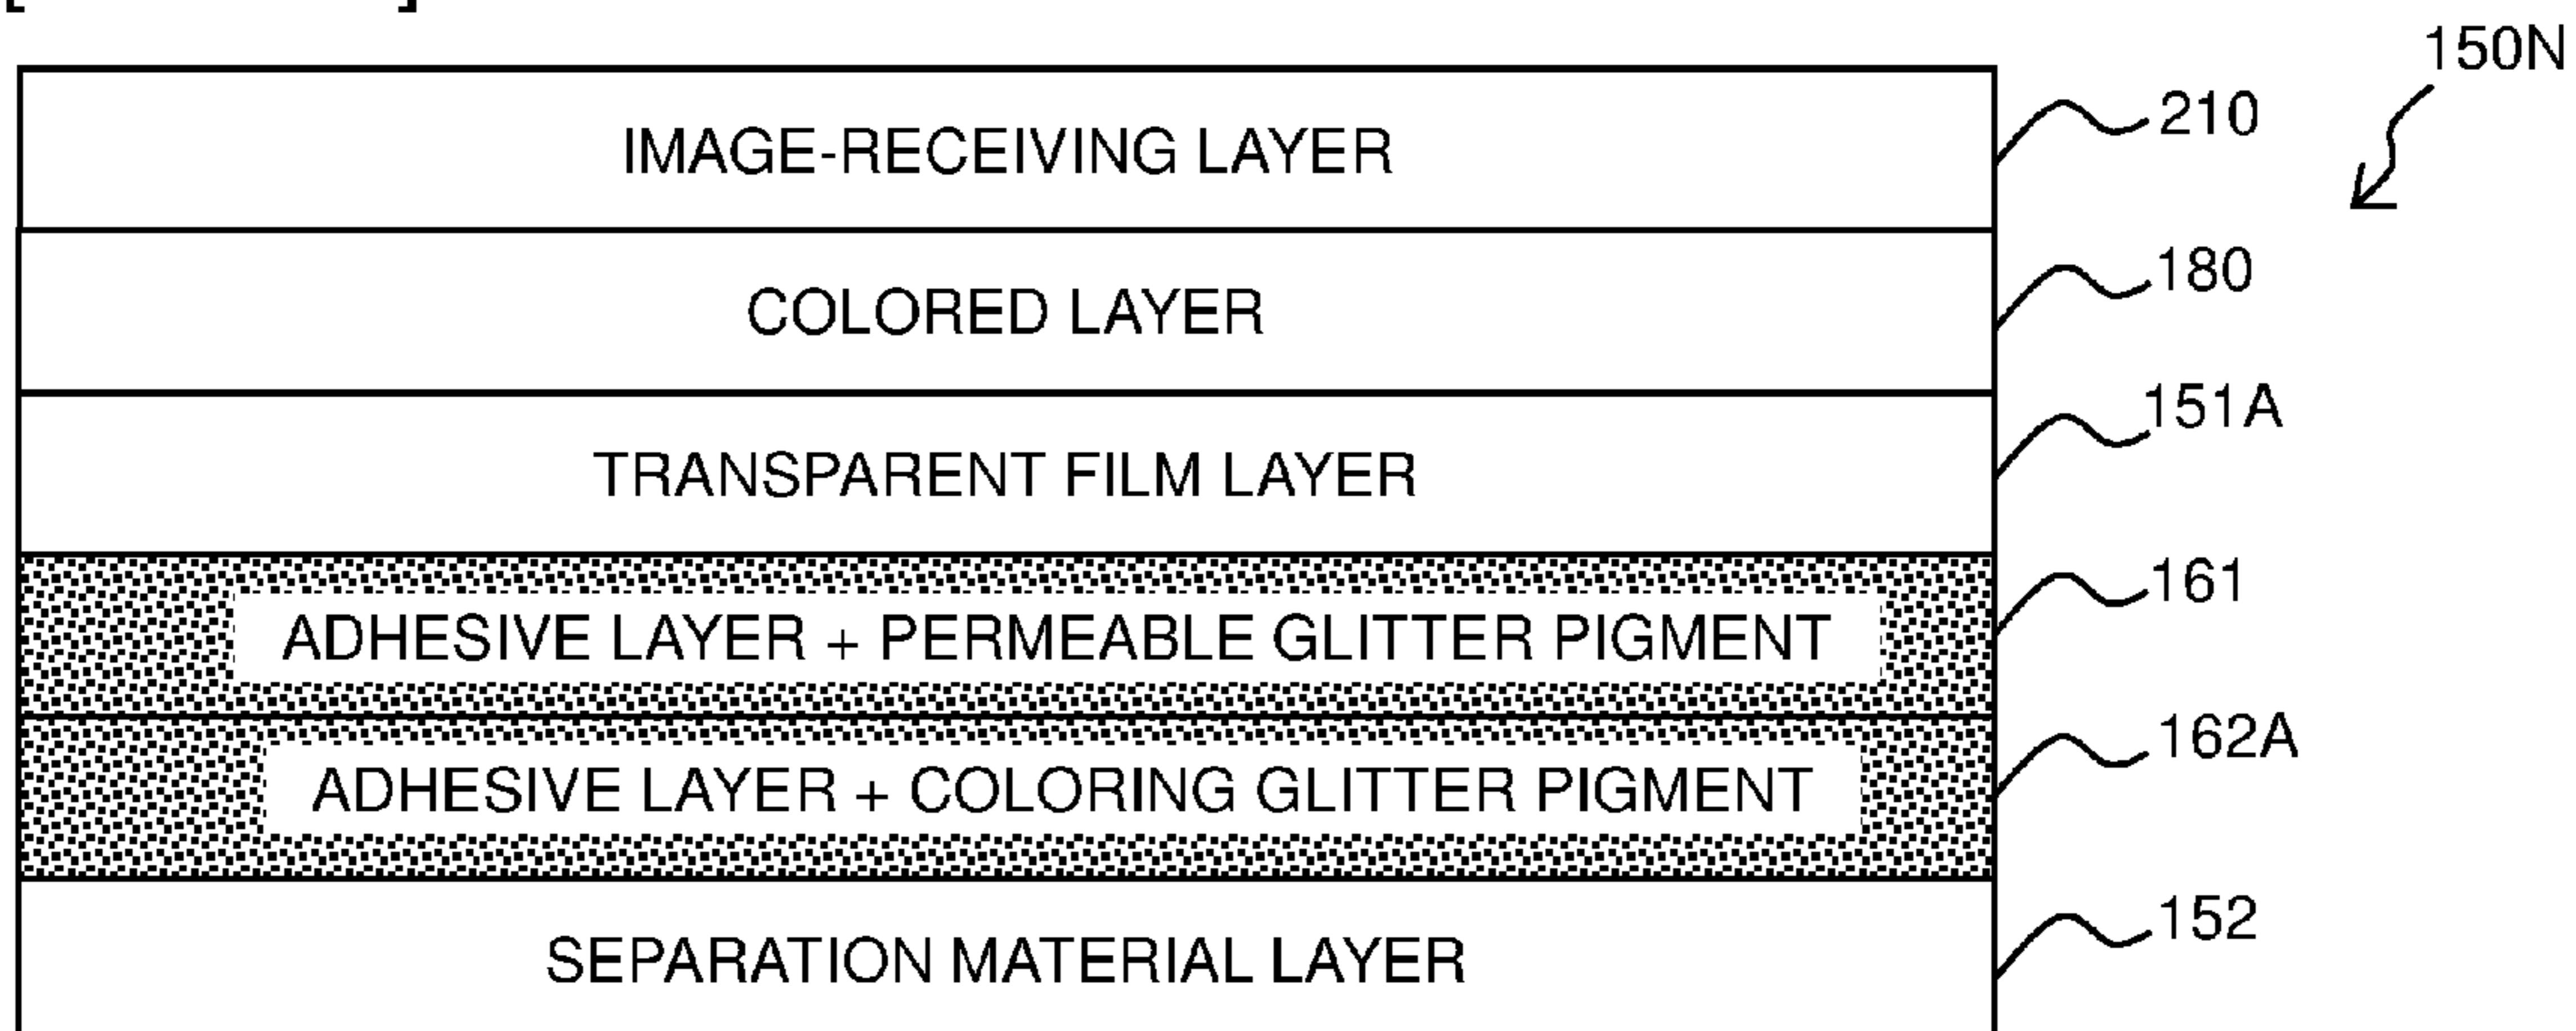 150N
IMAGE-RECEIVING LAYER 210
COLORED LAYER 180
TRANSPARENT FILM LAYER 151A
ADHESIVE LAYER + PERMEABLE GLITTER PIGMENT 161
ADHESIVE LAYER + COLORING GLITTER PIGMENT 162A
SEPARATION MATERIAL LAYER 152